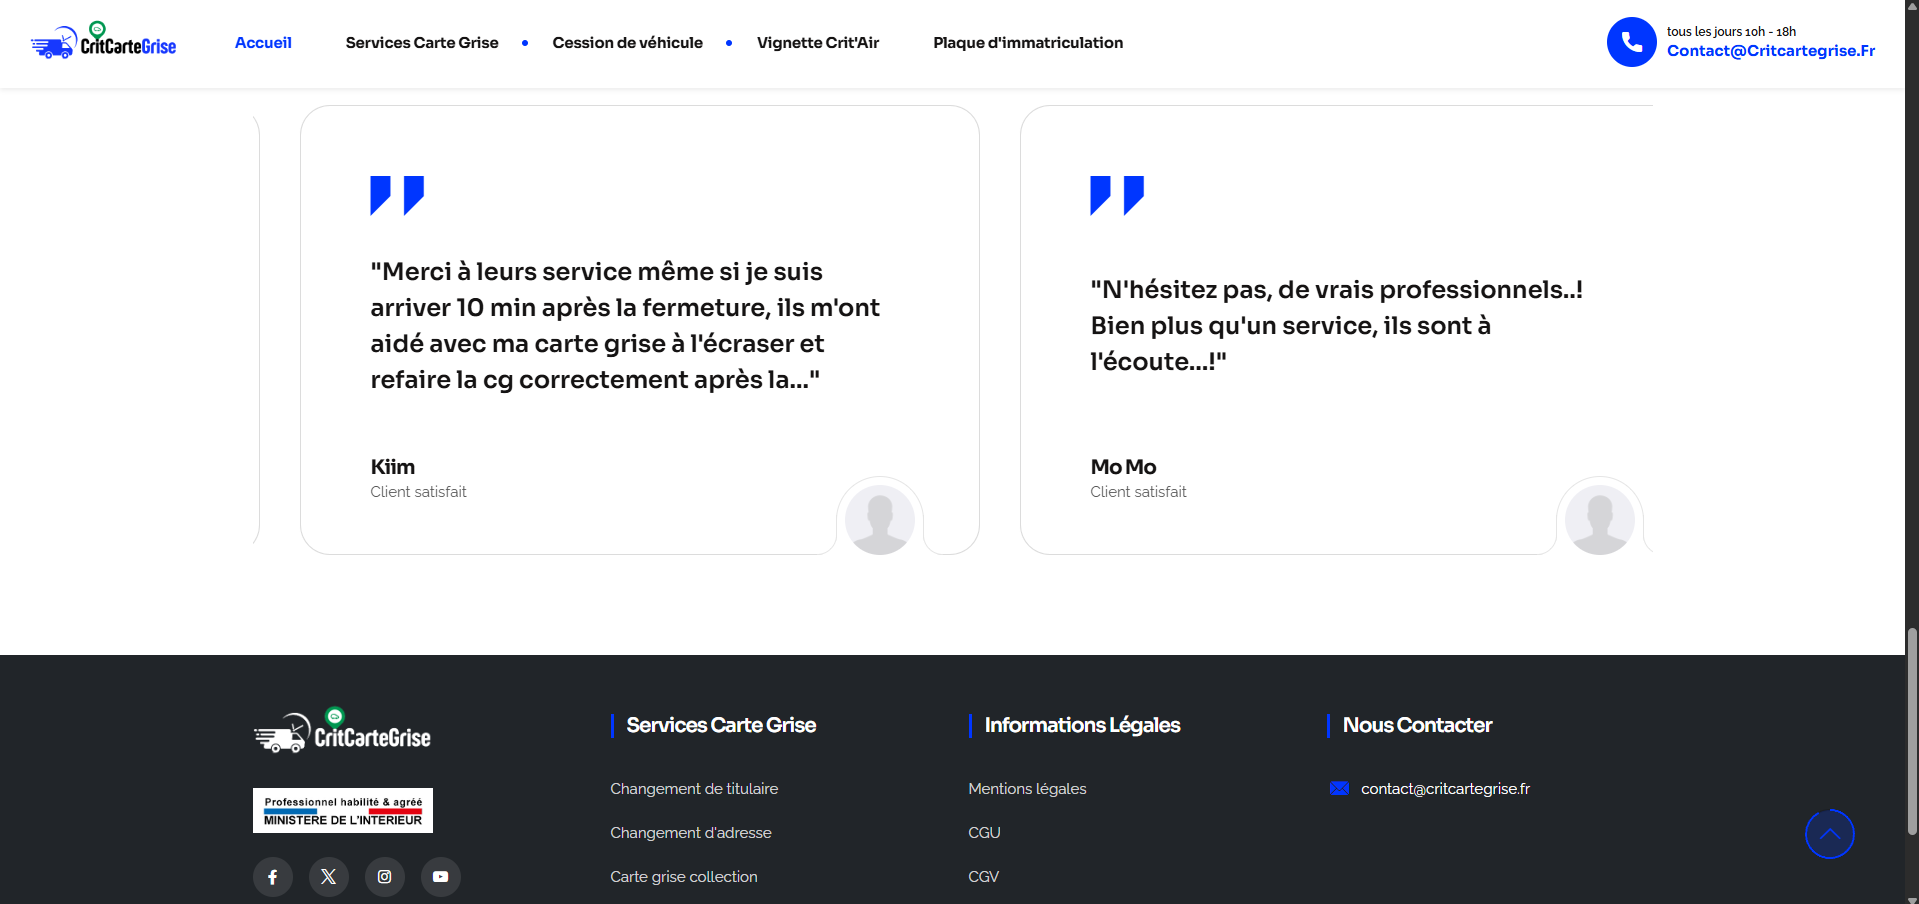 CritCarteGrise
Accueil
Services Carte Grise
Cession de véhicule
Vignette Crit'Air
Plaque d'immatriculation
tous les jours 10h - 18h
Contact@Critcartegrise.Fr
"Merci à leurs service même si je suis
arriver 10 min après la fermeture, ils m'ont
aidé avec ma carte grise à l'écraser et
refaire la cg correctement après la..."
Kiim
Client satisfait
"N'hésitez pas, de vrais professionnels..!
Bien plus qu'un service, ils sont à
l'écoute...!"
Mo Mo
Client satisfait
CritCarteGrise
Professionnel habilité & agréé
MINISTERE DE L'INTERIEUR
Services Carte Grise
Changement de titulaire
Changement d'adresse
Carte grise collection
Informations Légales
Mentions légales
CGU
CGV
Nous Contacter
contact@critcartegrise.fr